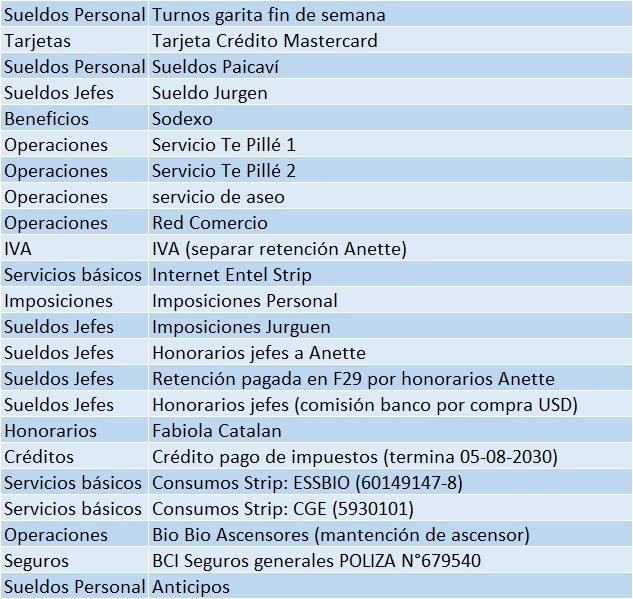 Sueldos Personal Turnos garita fin de semana
Tarjetas Tarjeta Crédito Mastercard
Sueldos Personal Sueldos Paicaví
Sueldos Jefes Sueldo Jurgen
Beneficios Sodexo
Operaciones Servicio Te Pillé 1
Operaciones Servicio Te Pillé 2
Operaciones servicio de aseo
Operaciones Red Comercio
IVA IVA (separar retención Anette)
Servicios básicos Internet Entel Strip
Imposiciones Imposiciones Personal
Sueldos Jefes Imposiciones Jurguen
Sueldos Jefes Honorarios jefes a Anette
Sueldos Jefes Retención pagada en F29 por honorarios Anette
Sueldos Jefes Honorarios jefes (comisión banco por compra USD)
Honorarios Fabiola Catalan
Créditos Crédito pago de impuestos (termina 05-08-2030)
Servicios básicos Consumos Strip: ESSBIO (60149147-8)
Servicios básicos Consumos Strip: CGE (5930101)
Operaciones Bio Bio Ascensores (mantención de ascensor)
Seguros BCI Seguros generales POLIZA N°679540
Sueldos Personal Anticipos